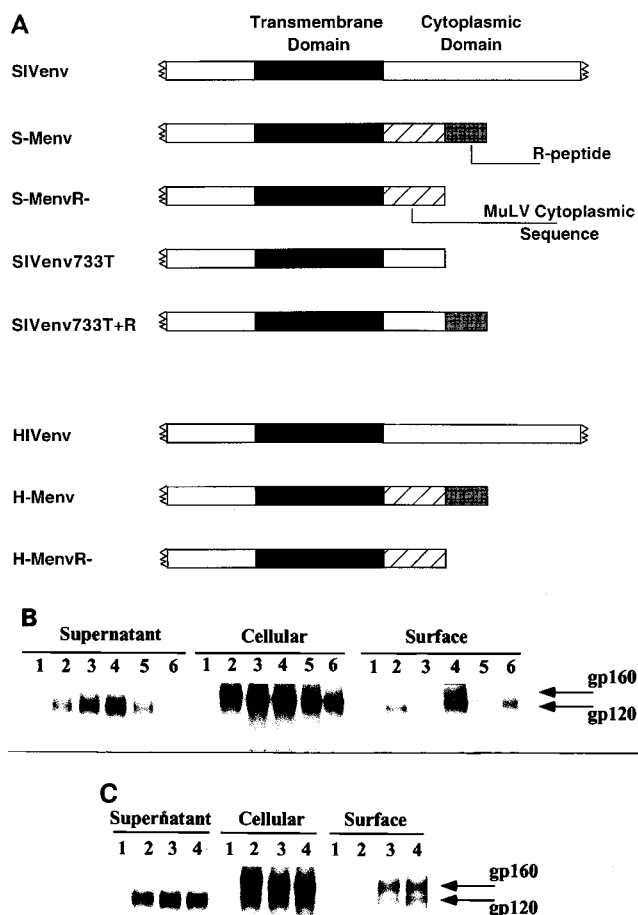 A
Transmembrane Domain
Cytoplasmic Domain
SIVenv
S-Menv
R-peptide
S-MenvR-
MuLV Cytoplasmic Sequence
SIVenv733T
SIVenv733T+R
HIVenv
H-Menv
H-MenvR-
B
Supernatant Cellular Surface
1 2 3 4 5 6 1 2 3 4 5 6 1 2 3 4 5 6
gp160
gp120
C
Supernatant Cellular Surface
1 2 3 4 1 2 3 4 1 2 3 4
gp160
gp120